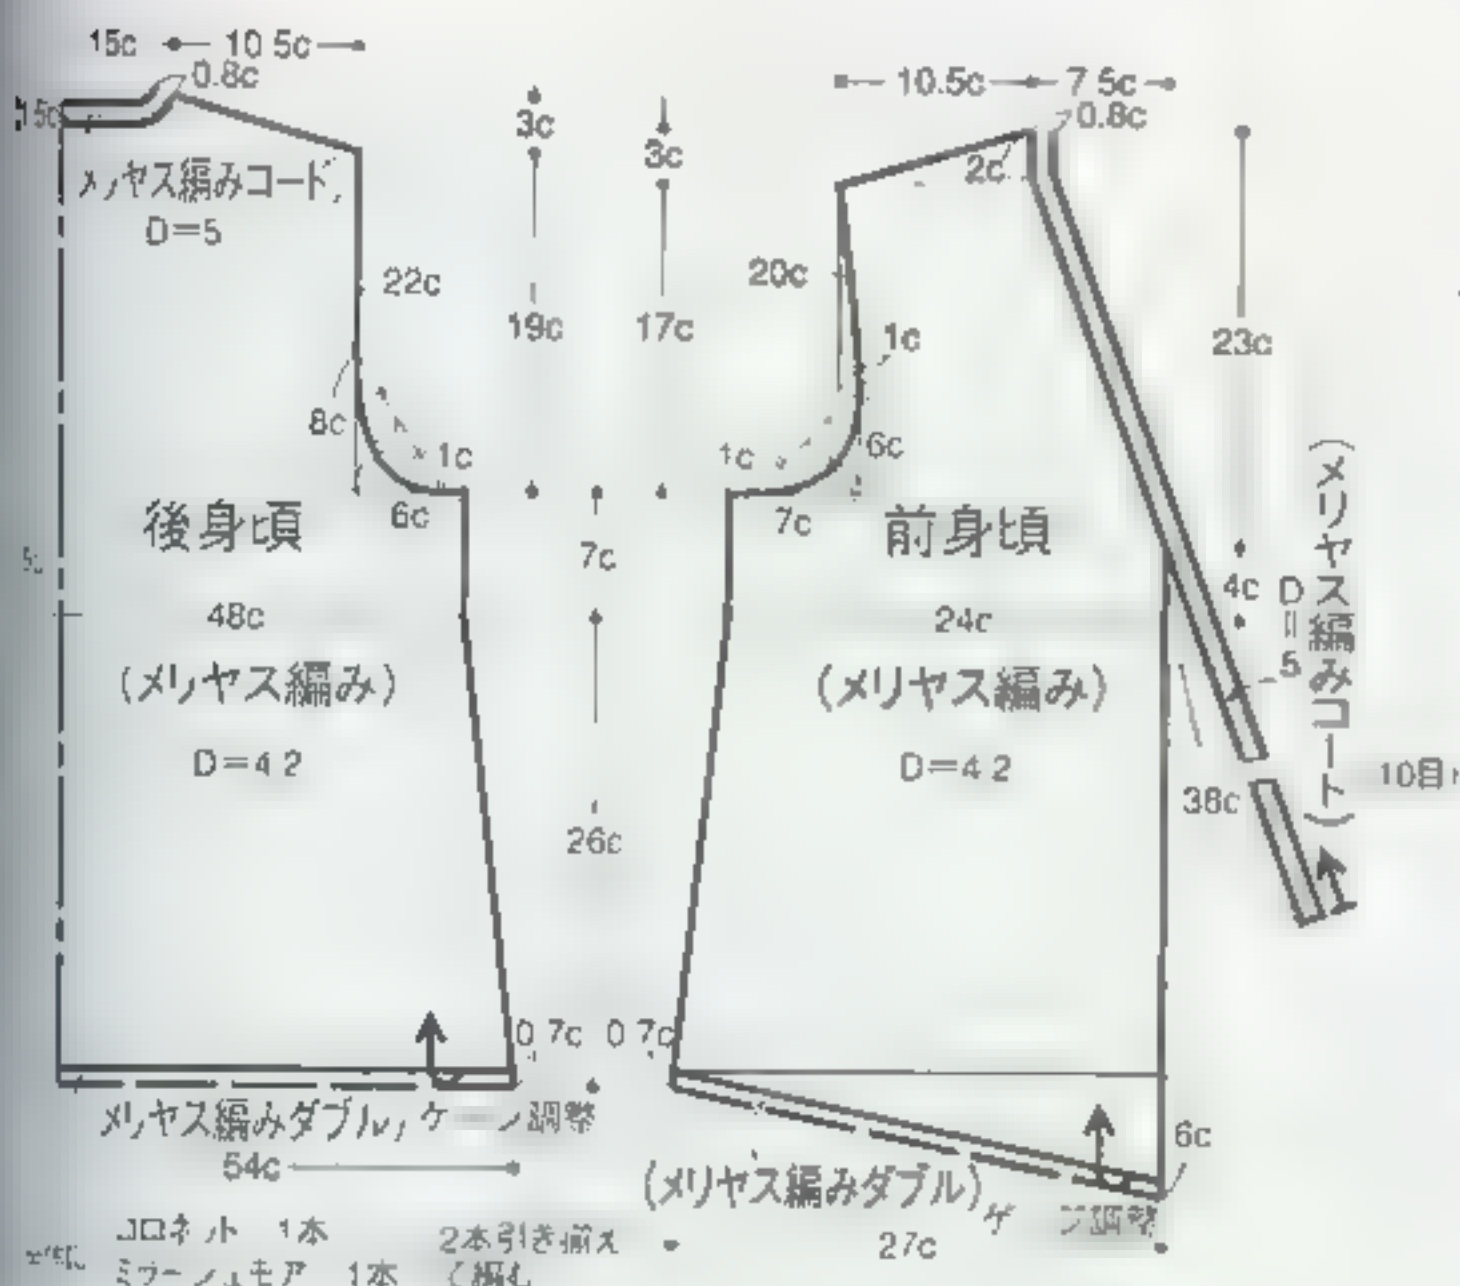 15c
10.5c
0.8c
メリヤス編みコード
D=5
22c
8c
1c
6c
後身頃
48c
(メリヤス編み)
D=4.2
0.7c
メリヤス編みダブル
調整
54c
コロネット 1本
1本
2本引き揃え
3c
19c
3c
17c
7c
26c
10.5c
7.5c
0.8c
2c
20c
1c
1c
6c
7c
前身頃
24c
(メリヤス編み)
D=4.2
0.7c
23c
4c
(メリヤス編みコート)
D=5
38c
10目
6c
(メリヤス編みダブル)
調整
27c